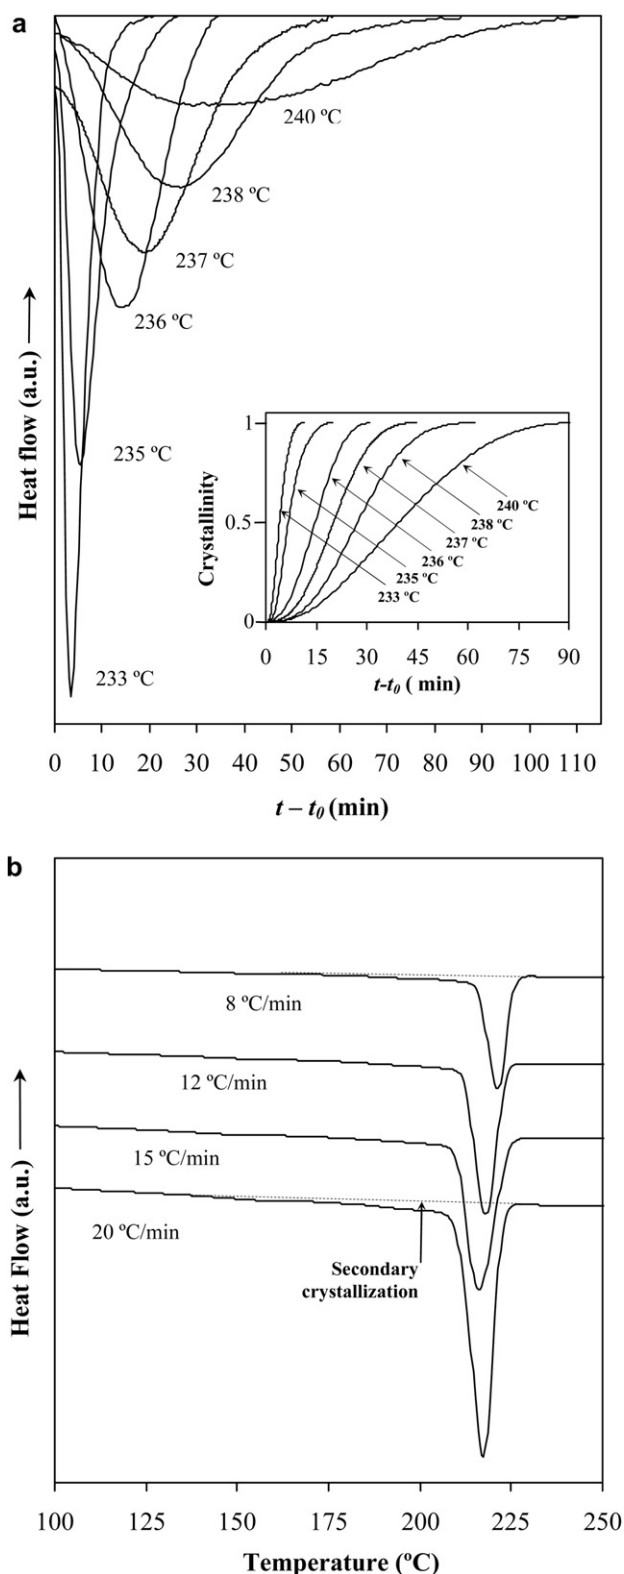 a
240 ºC
238 ºC
237 ºC
236 ºC
235 ºC
233 ºC
Heat flow (a.u.)
Crystallinity
1
0.5
0
240 ºC
238 ºC
237 ºC
236 ºC
235 ºC
233 ºC
0 15 30 45 60 75 90
t-t0 ( min)
0 10 20 30 40 50 60 70 80 90 100 110
t – t0 (min)
b
8 ºC/min
12 ºC/min
15 ºC/min
20 ºC/min
Secondary
crystallization
Heat Flow (a.u.)
100 125 150 175 200 225 250
Temperature (ºC)